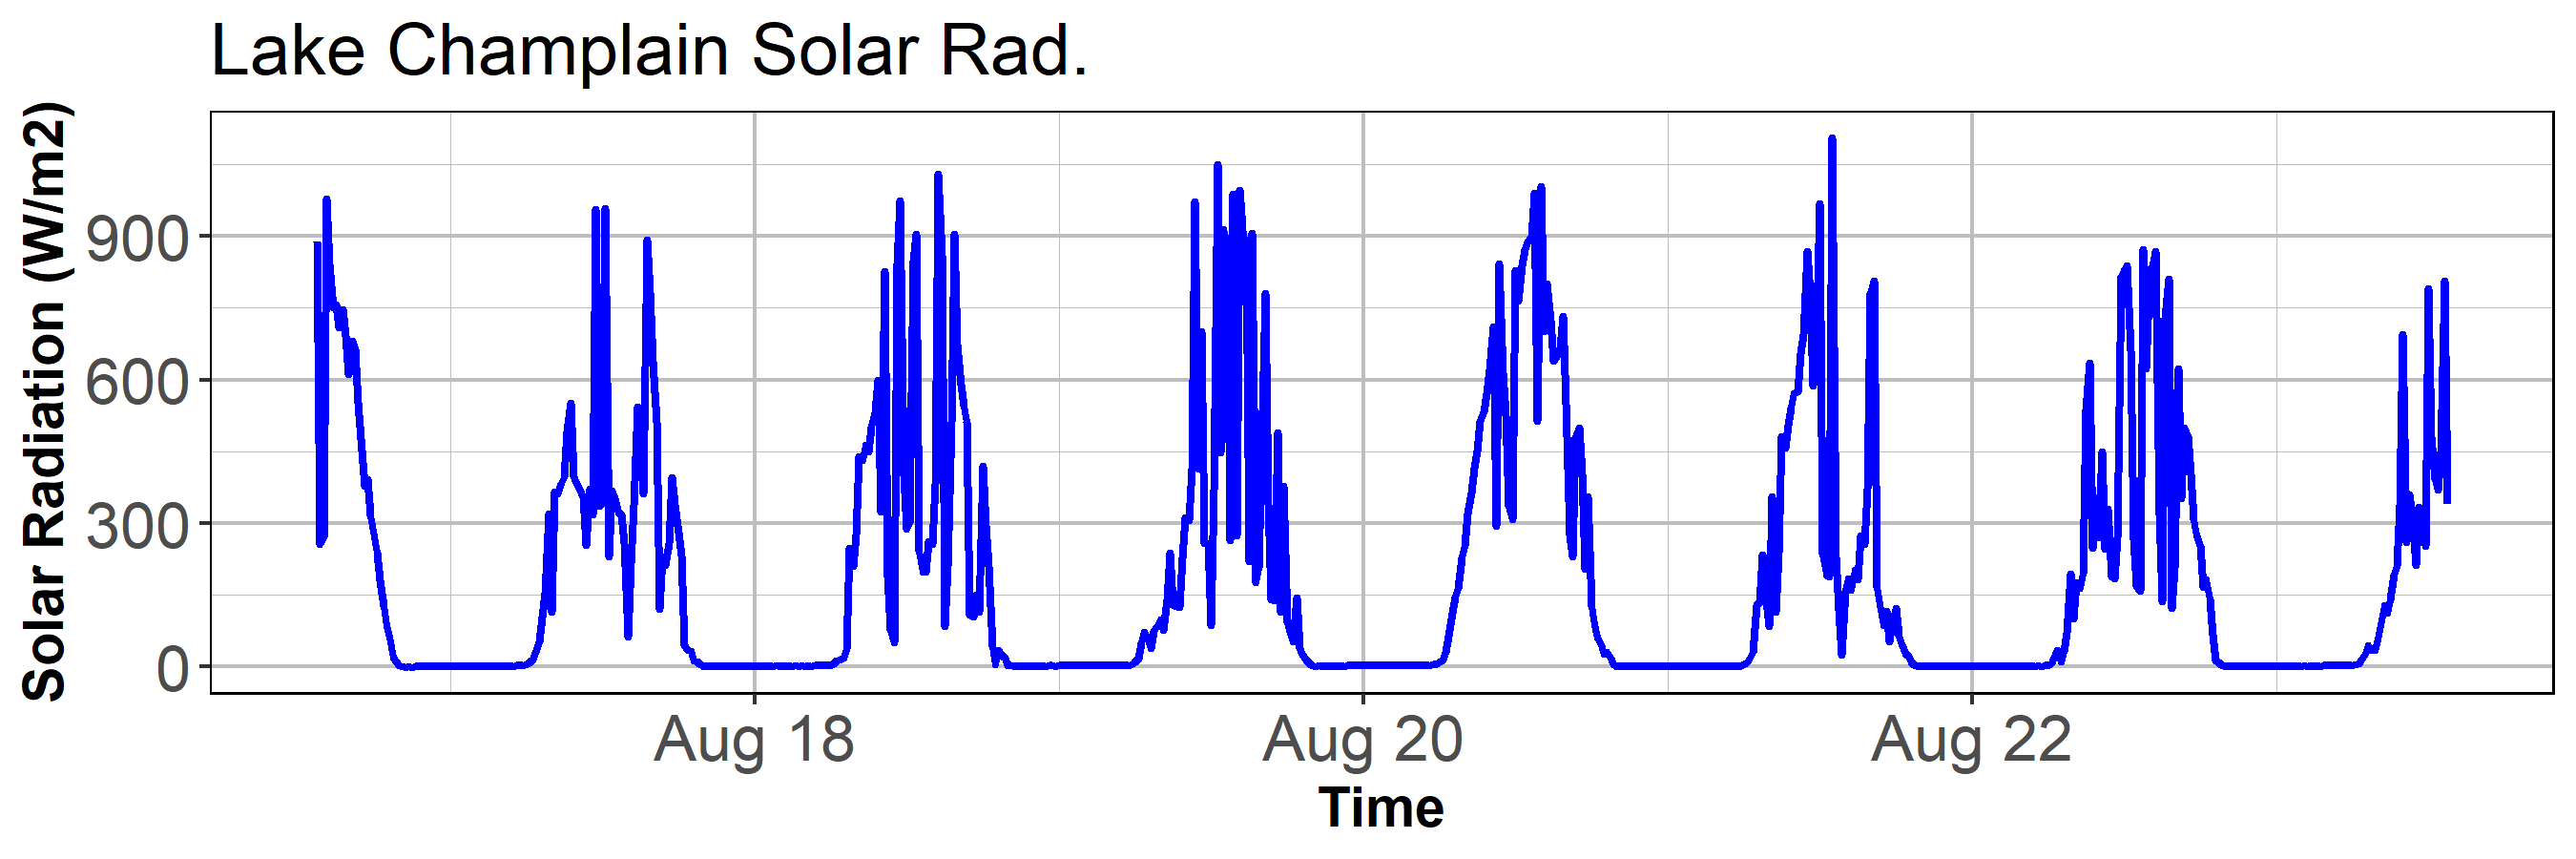 Lake Champlain Solar Rad.
Solar Radiation (W/m2)
900
600
300
0
Aug 18
Aug 20
Aug 22
Time